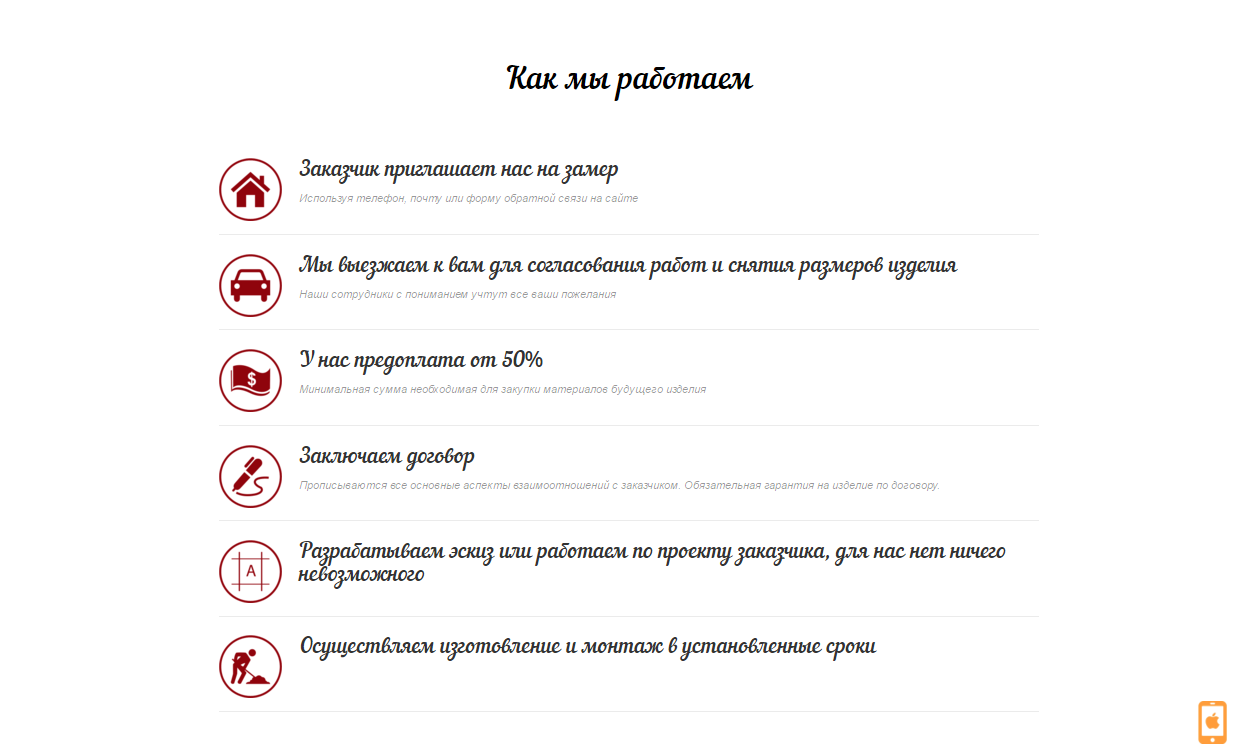 Как мы работаем
Заказчик приглашает нас на замер
Используя телефон, почту или форму обратной связи на сайте
Мы выезжаем к вам для согласования работ и снятия размеров изделия
Наши сотрудники с пониманием учтут все ваши пожелания
У нас предоплата от 50%
$
Минимальная сумма необходимая для закупки материалов будущего изделия
Заключаем договор
Прописываются все основные аспекты взаимоотношений с заказчиком. Обязательная гарантия на изделие по договору.
Разрабатываем эскиз или работаем по проекту заказчика, для нас нет ничего
невозможного
A
Осуществляем изготовление и монтаж в установленные сроки